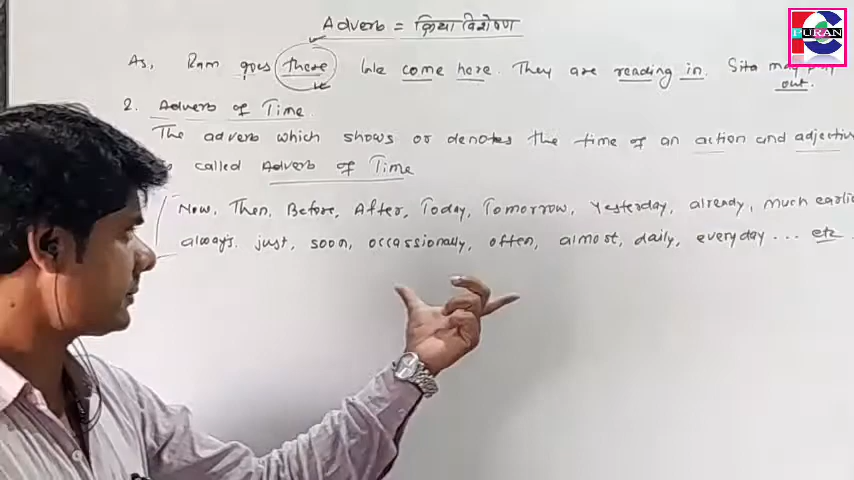 PURAN
Adverb = क्रिया विशेषण
As, Ram goes there We come here. They are reading in. Sita may
out.
2. Adverb of Time.
The adverb which shows or denotes the time of an action and adjective
called Adverb of Time
Now, Then, Before, After, Today, Tomorrow, Yesterday, already, much earlie
always. just, soon, occassionally, often, almost, daily, everyday ... etc